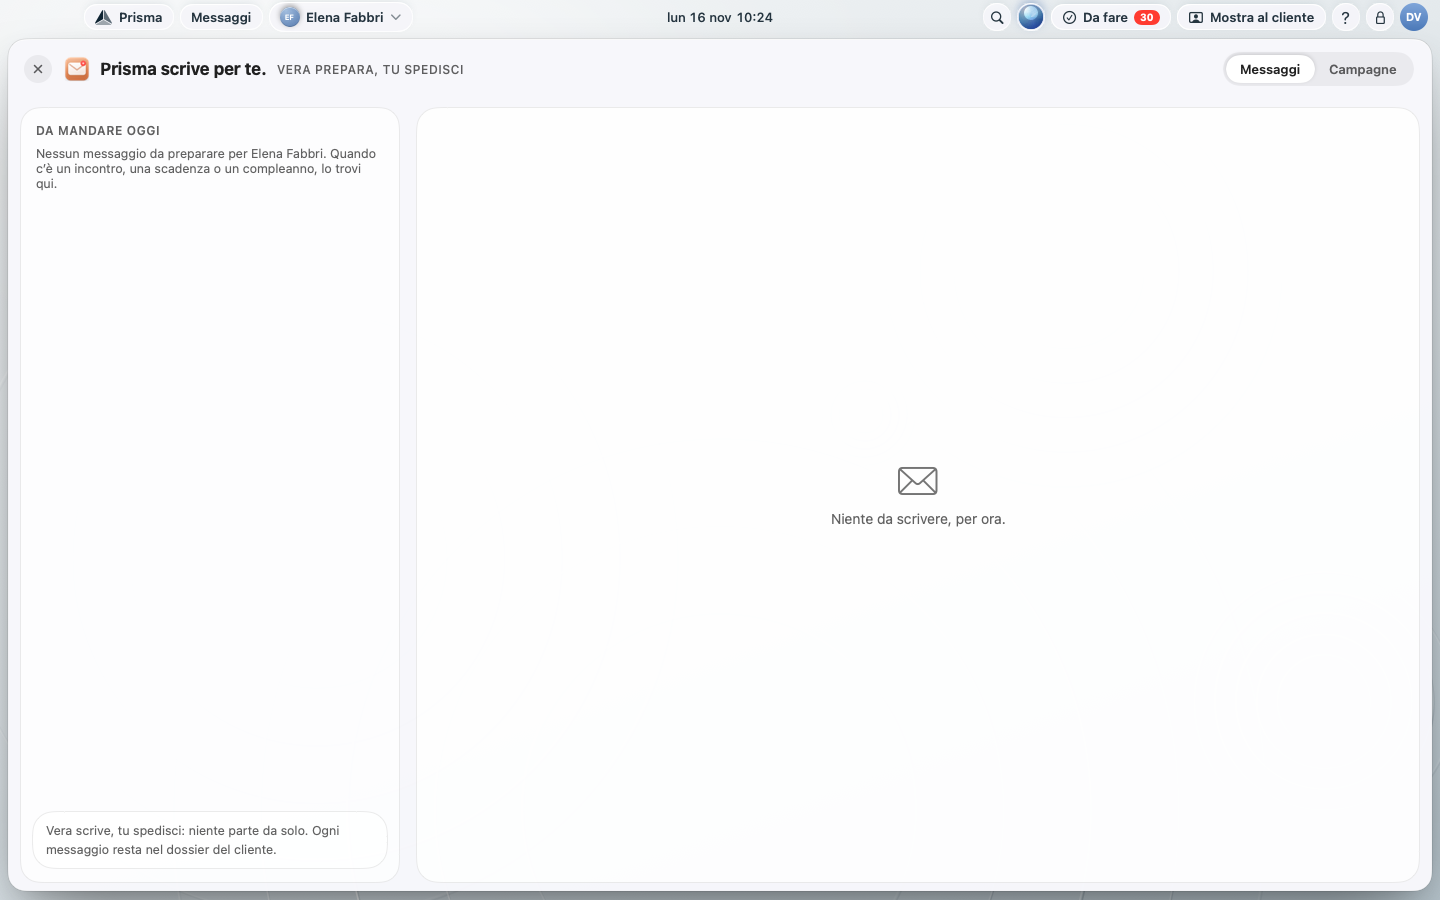 Prisma
Messaggi
EF
Elena Fabbri
lun 16 nov 10:24
Da fare 30
Mostra al cliente
?
DV
Prisma scrive per te. VERA PREPARA, TU SPEDISCI
Messaggi
Campagne
DA MANDARE OGGI
Nessun messaggio da preparare per Elena Fabbri. Quando
c'è un incontro, una scadenza o un compleanno, lo trovi
qui.
Niente da scrivere, per ora.
Vera scrive, tu spedisci: niente parte da solo. Ogni
messaggio resta nel dossier del cliente.